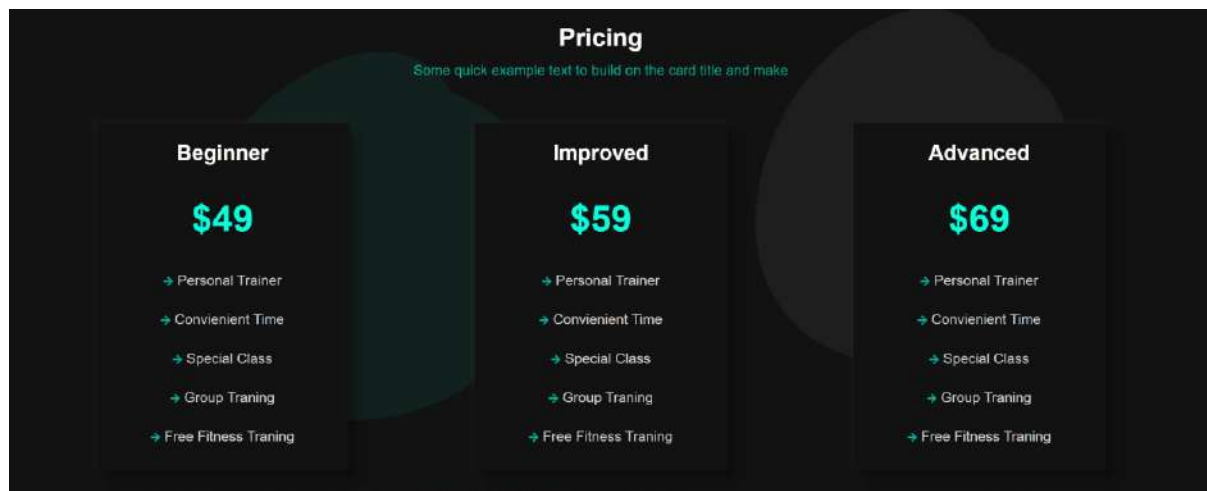 Pricing
Some quick example text to build on the card title and make
Beginner
$49
→ Personal Trainer
→ Convienient Time
→ Special Class
→ Group Traning
→ Free Fitness Traning
Improved
$59
→ Personal Trainer
→ Convienient Time
→ Special Class
→ Group Traning
→ Free Fitness Traning
Advanced
$69
→ Personal Trainer
→ Convienient Time
→ Special Class
→ Group Traning
→ Free Fitness Traning